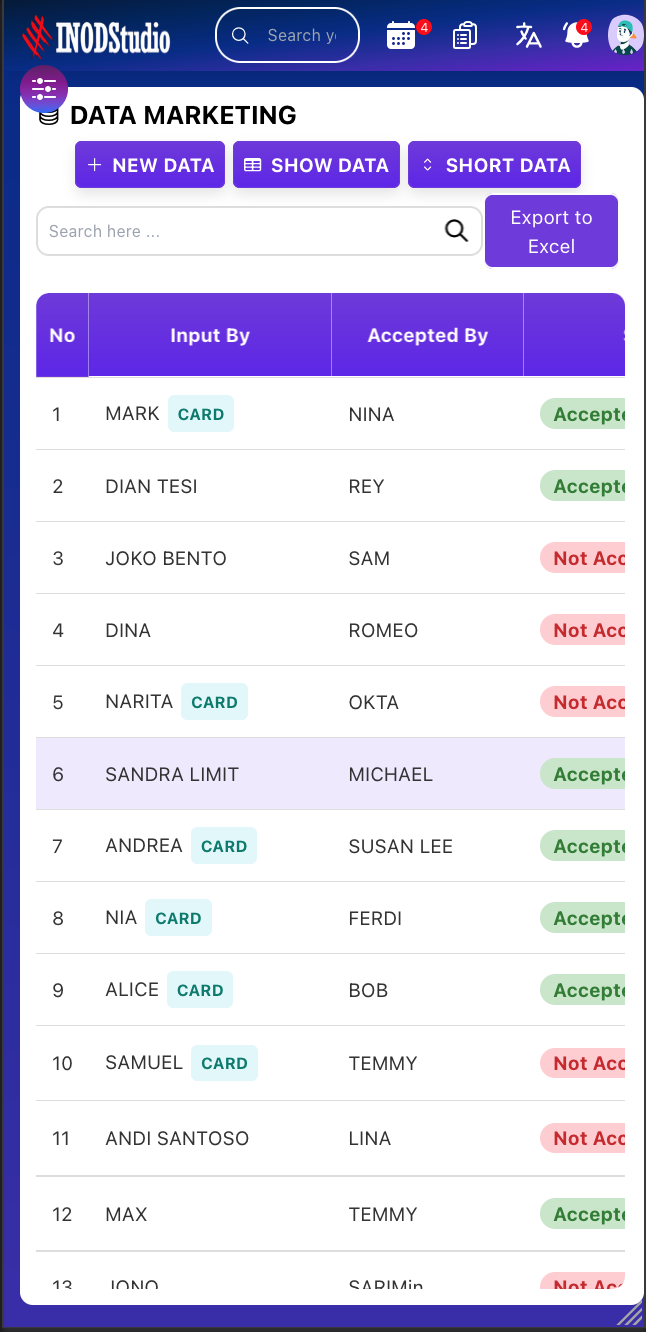 INODStudio
Search y
4
4
DATA MARKETING
NEW DATA
SHOW DATA
SHORT DATA
Search here ...
Export to
Excel
No Input By Accepted By
1 MARK CARD NINA Accepte
2 DIAN TESI REY Accepte
3 JOKO BENTO SAM Not Acc
4 DINA ROMEO Not Acc
5 NARITA CARD OKTA Not Acc
6 SANDRA LIMIT MICHAEL Accepte
7 ANDREA CARD SUSAN LEE Accepte
8 NIA CARD FERDI Accepte
9 ALICE CARD BOB Accepte
10 SAMUEL CARD TEMMY Not Acc
11 ANDI SANTOSO LINA Not Acc
12 MAX TEMMY Accepte
13 JONO SARIMin Not Acc